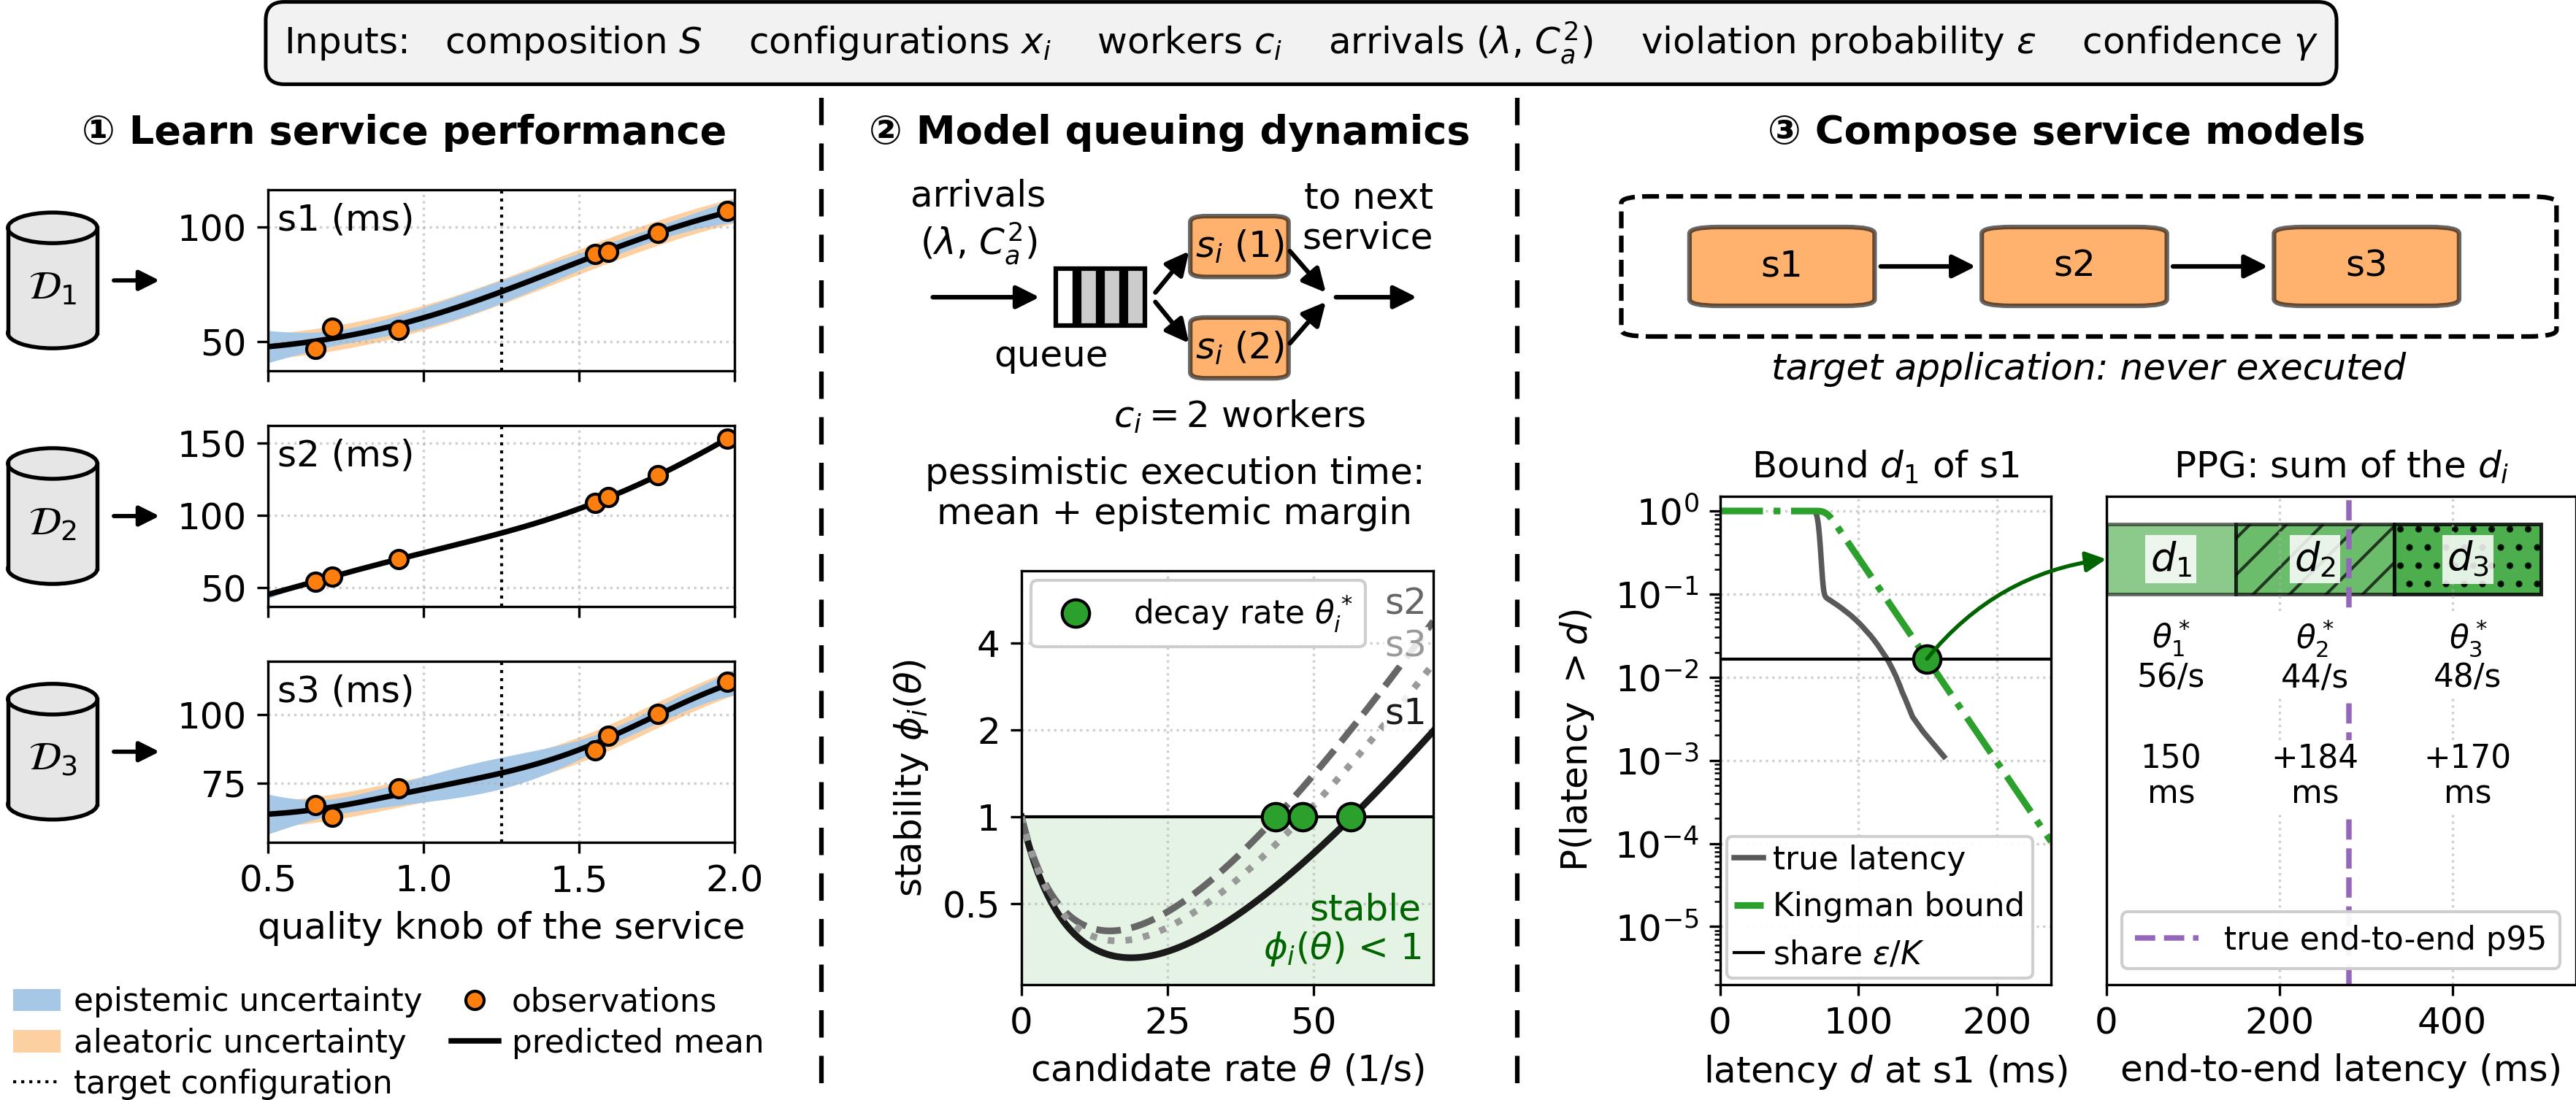 Inputs: composition S configurations x_i workers c_i arrivals (λ, C_a^2) violation probability ε confidence γ
① Learn service performance
D_1
s1 (ms)
100
50
D_2
s2 (ms)
150
100
50
D_3
s3 (ms)
100
75
0.5 1.0 1.5 2.0
quality knob of the service
epistemic uncertainty
aleatoric uncertainty
target configuration
observations
predicted mean
② Model queuing dynamics
arrivals
(λ, C_a^2)
queue
s_i (1)
s_i (2)
to next
service
c_i = 2 workers
pessimistic execution time:
mean + epistemic margin
decay rate θ_i^*
s2
s3
s1
4
2
1
0.5
stability ϕ_i(θ)
stable
ϕ_i(θ) < 1
0 25 50
candidate rate θ (1/s)
③ Compose service models
s1 s2 s3
target application: never executed
Bound d_1 of s1
10^0
10^-1
10^-2
10^-3
10^-4
10^-5
P(latency > d)
true latency
Kingman bound
share ε/K
0 100 200
latency d at s1 (ms)
PPG: sum of the d_i
d_1 d_2 d_3
θ_1^* θ_2^* θ_3^*
56/s 44/s 48/s
150 +184 +170
ms ms ms
true end-to-end p95
0 200 400
end-to-end latency (ms)